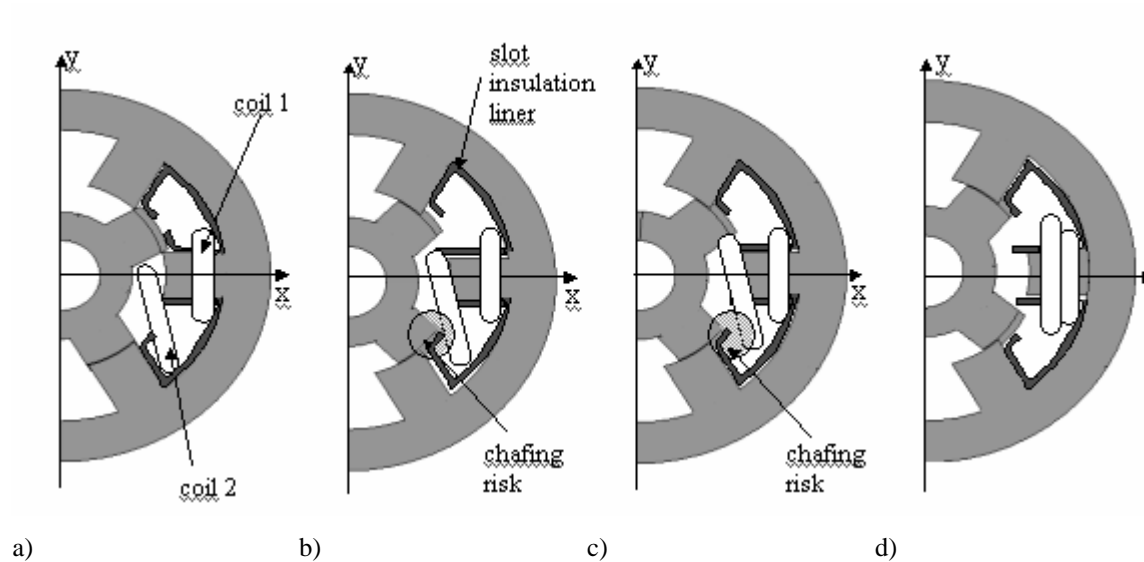 y
coil 1
x
coil 2
y
slot
insulation
liner
x
chafing
risk
y
x
chafing
risk
y
x
a)
b)
c)
d)